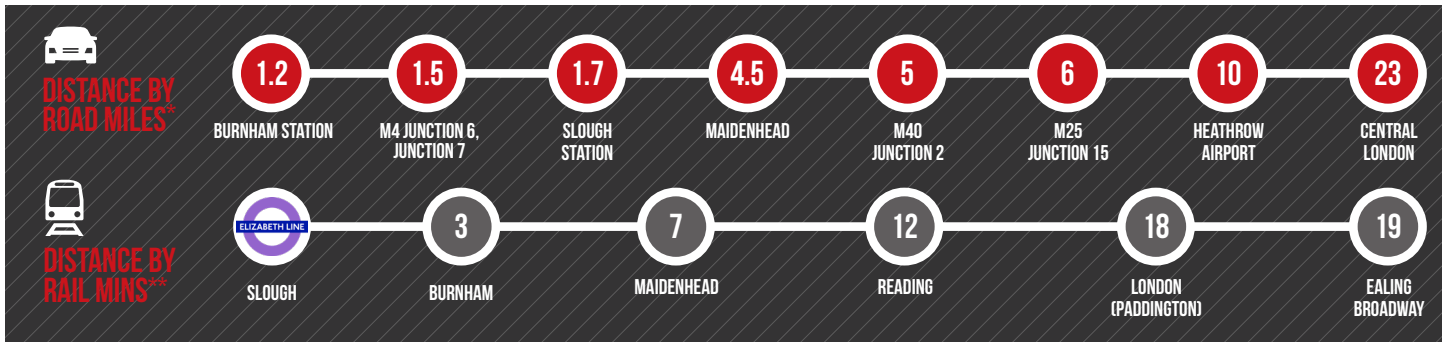 DISTANCE BY
ROAD MILES*
1.2
BURNHAM STATION
1.5
M4 JUNCTION 6,
JUNCTION 7
1.7
SLOUGH
STATION
4.5
MAIDENHEAD
5
M40
JUNCTION 2
6
M25
JUNCTION 15
10
HEATHROW
AIRPORT
23
CENTRAL
LONDON
DISTANCE BY
RAIL MINS**
ELIZABETH LINE
SLOUGH
3
BURNHAM
7
MAIDENHEAD
12
READING
18
LONDON
(PADDINGTON)
19
EALING
BROADWAY